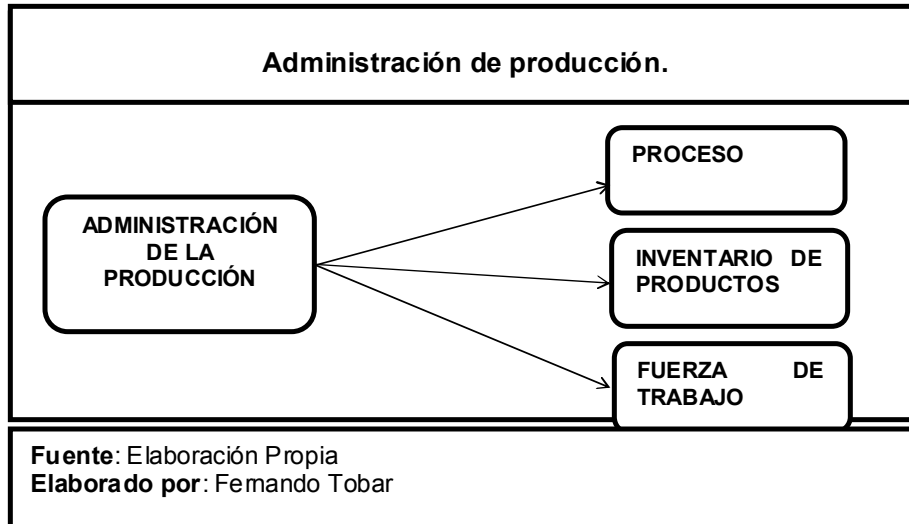 Administración de producción.
ADMINISTRACIÓN
DE LA
PRODUCCIÓN
PROCESO
INVENTARIO DE
PRODUCTOS
FUERZA DE
TRABAJO
Fuente: Elaboración Propia
Elaborado por: Fernando Tobar